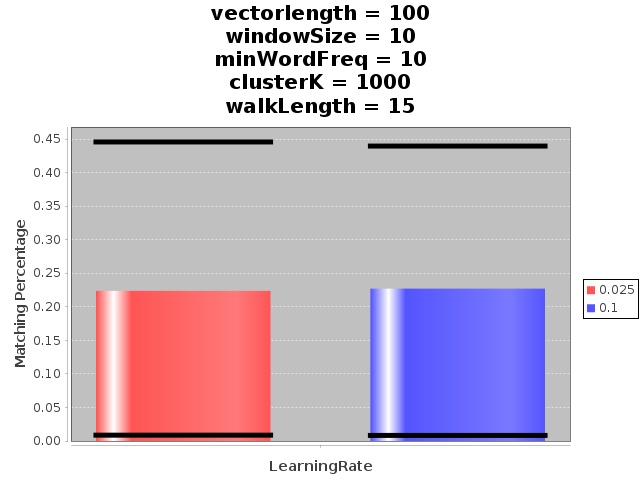 vectorlength = 100
windowSize = 10
minWordFreq = 10
clusterK = 1000
walkLength = 15
Matching Percentage
0.45
0.40
0.35
0.30
0.25
0.20
0.15
0.10
0.05
0.00
LearningRate
0.025
0.1